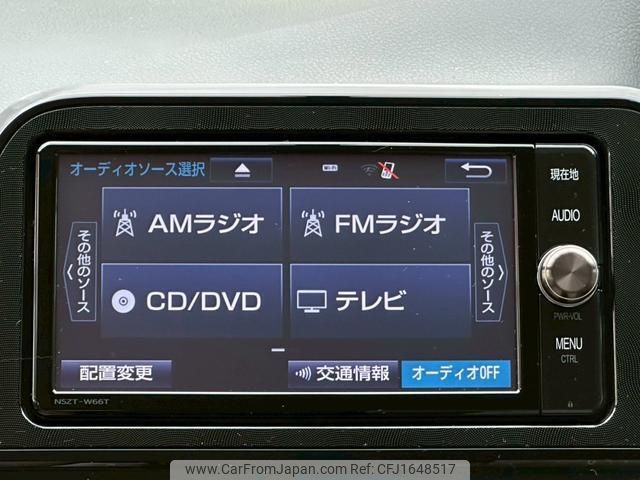 オーディオソース選択
Wi-Fi
現在地
AUDIO
AMラジオ
FMラジオ
その他のソース
その他のソース
CD/DVD
テレビ
PWR-VOL
MENU
CTRL
配置変更
交通情報
オーディオOFF
NSZT-W66T
www.CarFromJapan.com REF No CFJ1648517